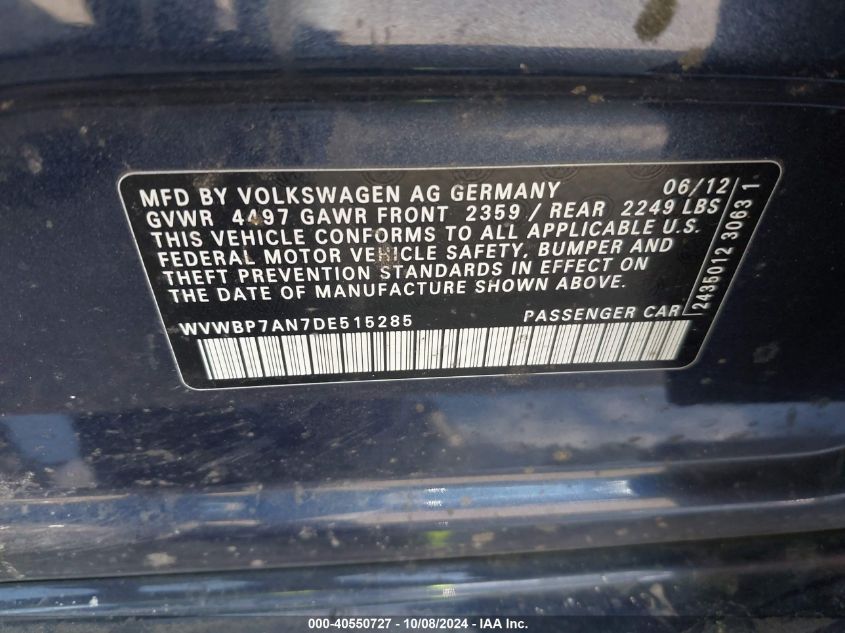 MFD BY VOLKSWAGEN AG GERMANY 06/12
GVWR 4497 GAWR FRONT 2359 / REAR 2249 LBS
THIS VEHICLE CONFORMS TO ALL APPLICABLE U.S.
FEDERAL MOTOR VEHICLE SAFETY, BUMPER AND
THEFT PREVENTION STANDARDS IN EFFECT ON
THE DATE OF MANUFACTURE SHOWN ABOVE.
WVWBP7AN7DE515285 PASSENGER CAR
2435012 30631
000-40550727 - 10/08/2024 - IAA Inc.